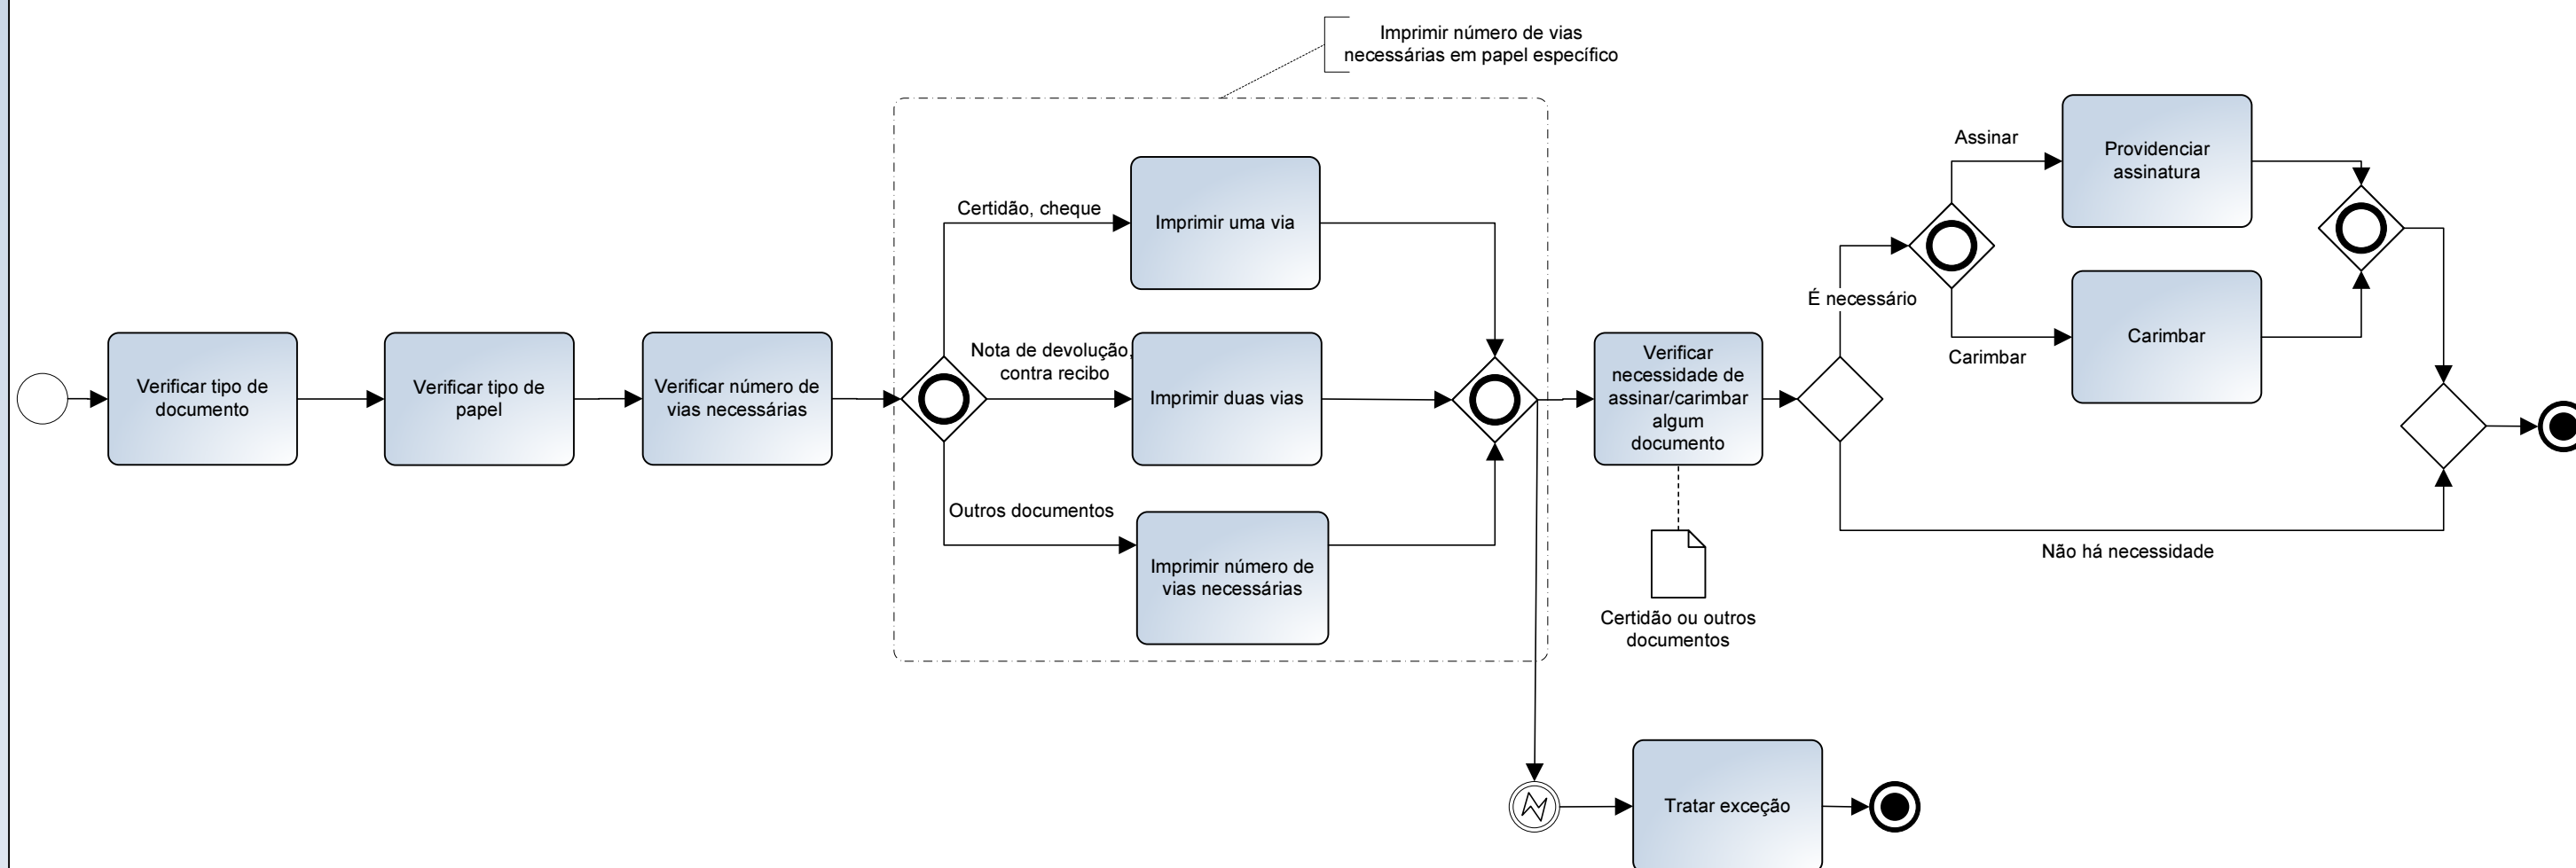 Imprimir número de vias
necessárias em papel específico
Verificar tipo de
documento
Verificar tipo de
papel
Verificar número de
vias necessárias
Certidão, cheque
Imprimir uma via
Nota de devolução,
contra recibo
Imprimir duas vias
Outros documentos
Imprimir número de
vias necessárias
Verificar
necessidade de
assinar/carimbar
algum
documento
Certidão ou outros
documentos
É necessário
Assinar
Providenciar
assinatura
Carimbar
Carimbar
Não há necessidade
Tratar exceção